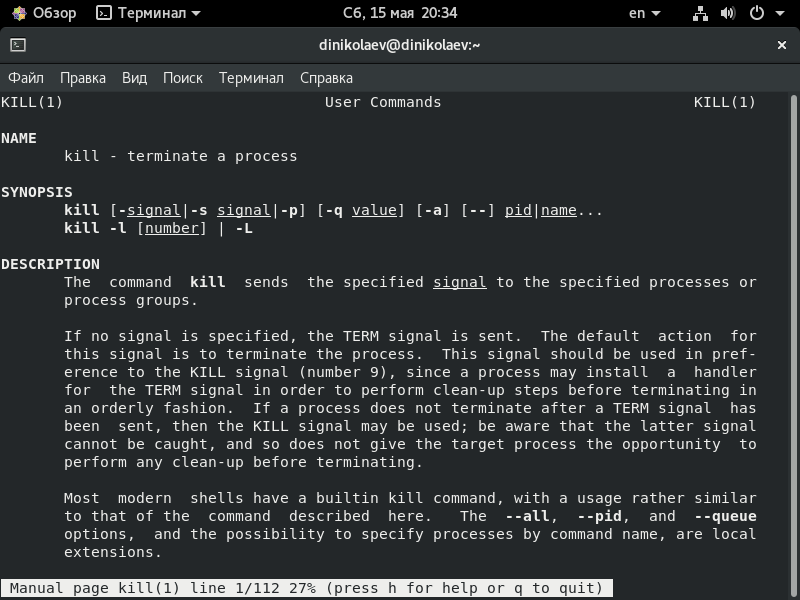 Обзор Терминал Сб, 15 мая 20:34 en
dinikolaev@dinikolaev:~
Файл Правка Вид Поиск Терминал Справка
KILL(1) User Commands KILL(1)
NAME
kill - terminate a process
SYNOPSIS
kill [-signal|-s signal|-p] [-q value] [-a] [--] pid|name...
kill -l [number] | -L
DESCRIPTION
The command kill sends the specified signal to the specified processes or
process groups.
If no signal is specified, the TERM signal is sent. The default action for
this signal is to terminate the process. This signal should be used in pref-
erence to the KILL signal (number 9), since a process may install a handler
for the TERM signal in order to perform clean-up steps before terminating in
an orderly fashion. If a process does not terminate after a TERM signal has
been sent, then the KILL signal may be used; be aware that the latter signal
cannot be caught, and so does not give the target process the opportunity to
perform any clean-up before terminating.
Most modern shells have a builtin kill command, with a usage rather similar
to that of the command described here. The --all, --pid, and --queue
options, and the possibility to specify processes by command name, are local
extensions.
Manual page kill(1) line 1/112 27% (press h for help or q to quit)